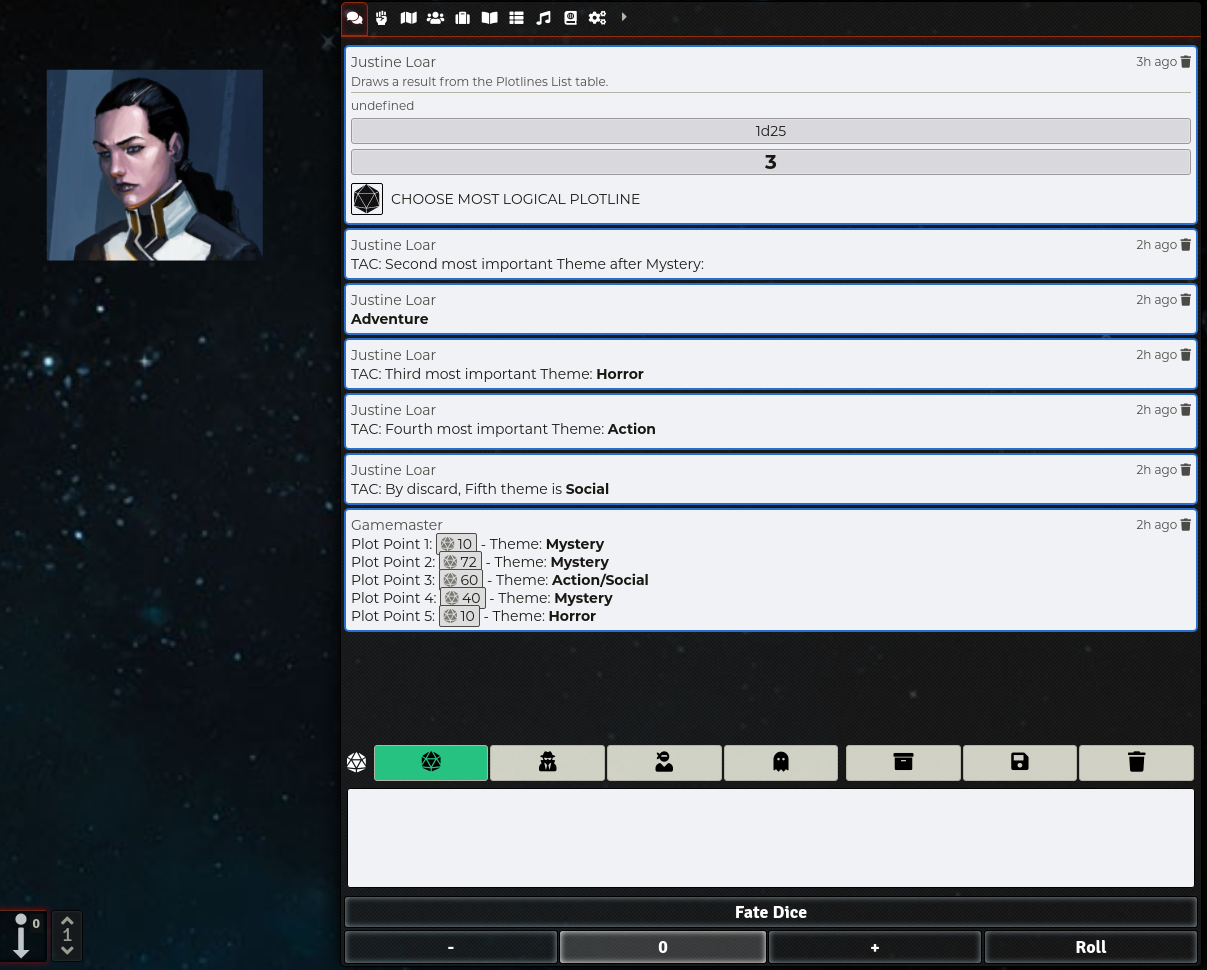 Justine Loar 3h ago
Draws a result from the Plotlines List table.
undefined
1d25
3
CHOOSE MOST LOGICAL PLOTLINE
Justine Loar 2h ago
TAC: Second most important Theme after Mystery:
Justine Loar 2h ago
Adventure
Justine Loar 2h ago
TAC: Third most important Theme: Horror
Justine Loar 2h ago
TAC: Fourth most important Theme: Action
Justine Loar 2h ago
TAC: By discard, Fifth theme is Social
Gamemaster 2h ago
Plot Point 1: 10 - Theme: Mystery
Plot Point 2: 72 - Theme: Mystery
Plot Point 3: 60 - Theme: Action/Social
Plot Point 4: 40 - Theme: Mystery
Plot Point 5: 10 - Theme: Horror
Fate Dice
- 0 + Roll
0
1